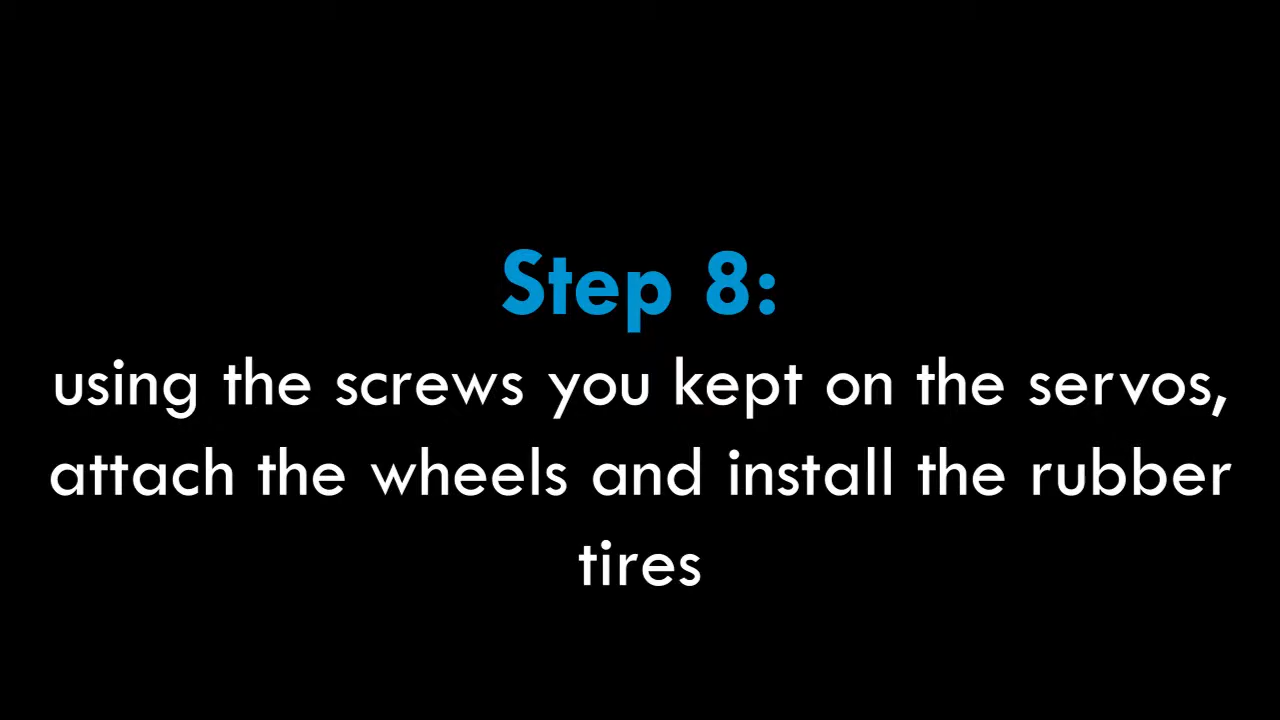 Step 8:
using the screws you kept on the servos,
attach the wheels and install the rubber
tires